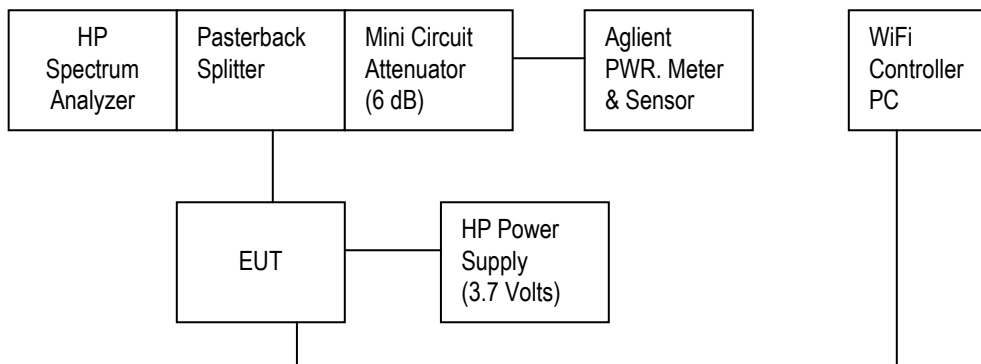 HP
Spectrum
Analyzer
Pasterback
Splitter
Mini Circuit
Attenuator
(6 dB)
Aglient
PWR. Meter
& Sensor
WiFi
Controller
PC
EUT
HP Power
Supply
(3.7 Volts)